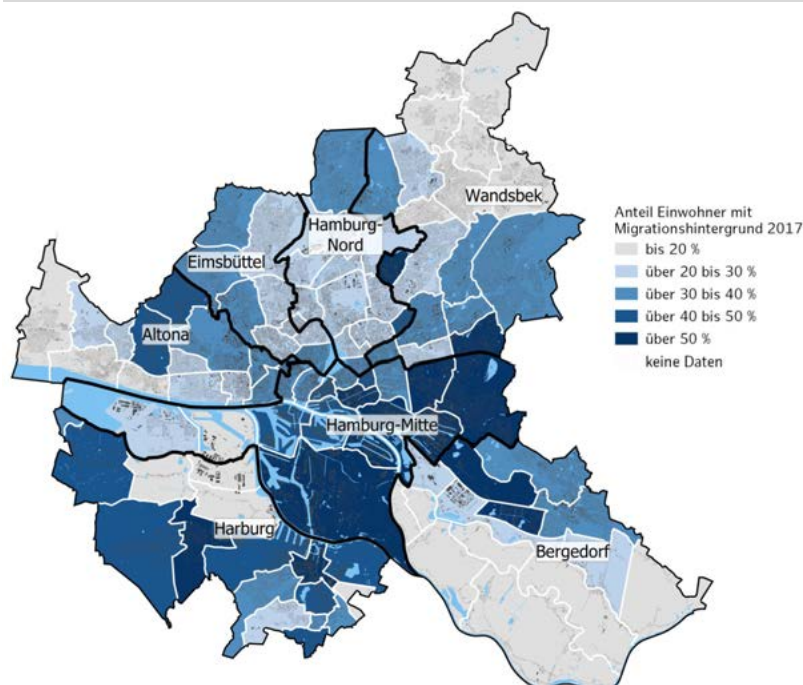 Wandsbek
Hamburg-
Nord
Eimsbüttel
Altona
Hamburg-Mitte
Harburg
Bergedorf
Anteil Einwohner mit
Migrationshintergrund 2017
bis 20 %
über 20 bis 30 %
über 30 bis 40 %
über 40 bis 50 %
über 50 %
keine Daten